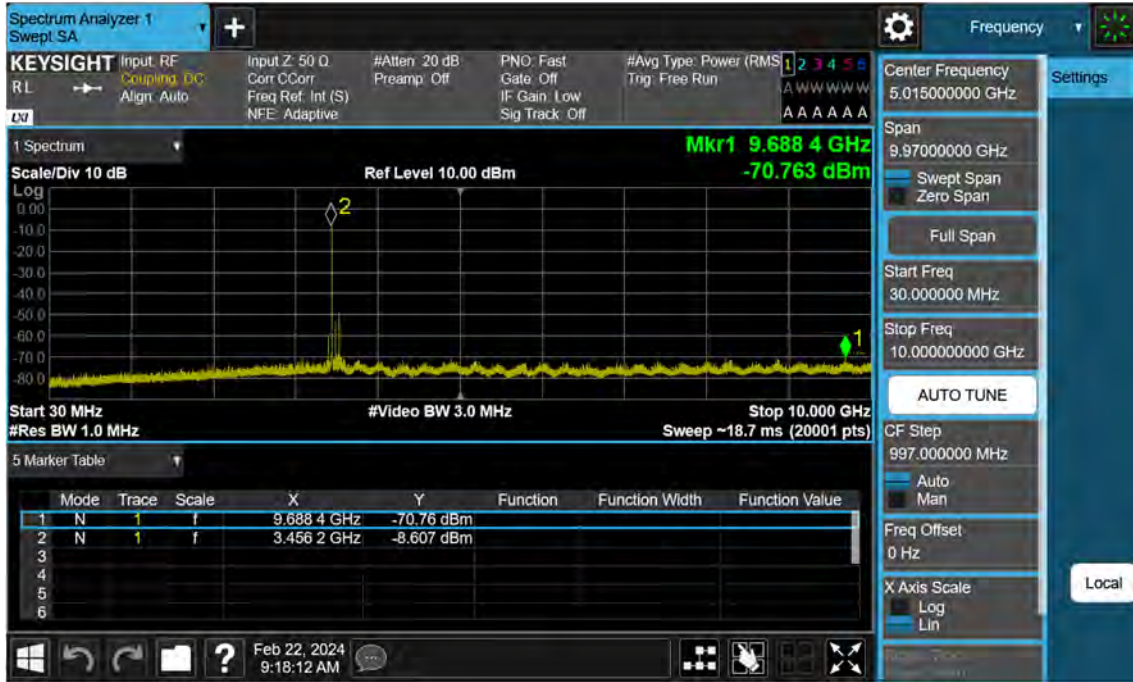 Spectrum Analyzer 1
Swept SA
Frequency
KEYSIGHT
RL
LXI
Input: RF
Coupling: DC
Align: Auto
Input Z: 50 Ω
Corr CCorr
Freq Ref: Int (S)
NFE: Adaptive
#Atten: 20 dB
Preamp: Off
PNO: Fast
Gate: Off
IF Gain: Low
Sig Track: Off
#Avg Type: Power (RMS
Trig: Free Run
1 2 3 4 5 6
A W W W W W
A A A A A A
1 Spectrum
Scale/Div 10 dB
Ref Level 10.00 dBm
Mkr1 9.688 4 GHz
-70.763 dBm
Log
0.00
-10.0
-20.0
-30.0
-40.0
-50.0
-60.0
-70.0
-80.0
2
1
Start 30 MHz
#Video BW 3.0 MHz
Stop 10.000 GHz
#Res BW 1.0 MHz
Sweep ~18.7 ms (20001 pts)
5 Marker Table
Mode Trace Scale X Y Function Function Width Function Value
1 N 1 f 9.688 4 GHz -70.76 dBm
2 N 1 f 3.456 2 GHz -8.607 dBm
3
4
5
6
Feb 22, 2024
9:18:12 AM
Center Frequency
5.015000000 GHz
Span
9.97000000 GHz
Swept Span
Zero Span
Full Span
Start Freq
30.000000 MHz
Stop Freq
10.000000000 GHz
AUTO TUNE
CF Step
997.000000 MHz
Auto
Man
Freq Offset
0 Hz
X Axis Scale
Log
Lin
Settings
Local